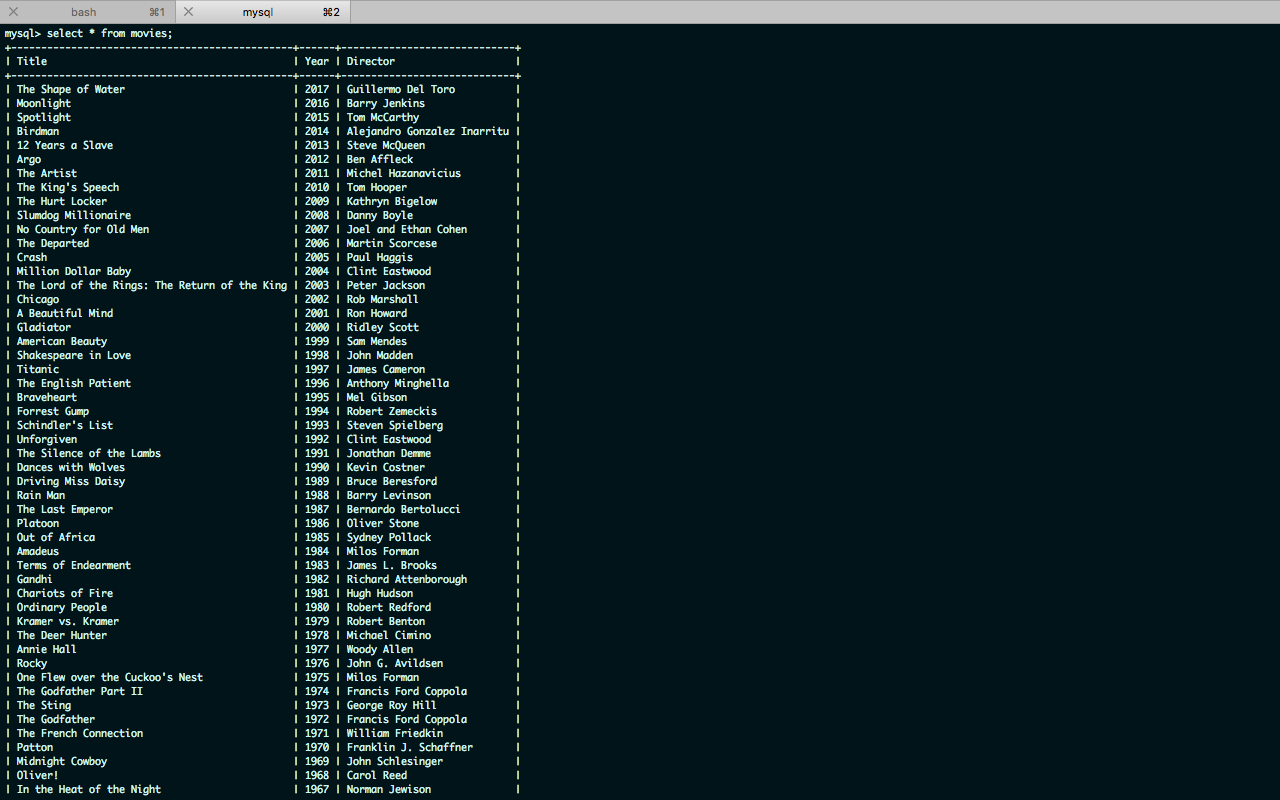 bash ⌘1 mysql ⌘2
mysql> select * from movies;
+-----------------------------------------------+------+-----------------------------+
| Title | Year | Director |
+-----------------------------------------------+------+-----------------------------+
| The Shape of Water | 2017 | Guillermo Del Toro |
| Moonlight | 2016 | Barry Jenkins |
| Spotlight | 2015 | Tom McCarthy |
| Birdman | 2014 | Alejandro Gonzalez Inarritu |
| 12 Years a Slave | 2013 | Steve McQueen |
| Argo | 2012 | Ben Affleck |
| The Artist | 2011 | Michel Hazanavicius |
| The King's Speech | 2010 | Tom Hooper |
| The Hurt Locker | 2009 | Kathryn Bigelow |
| Slumdog Millionaire | 2008 | Danny Boyle |
| No Country for Old Men | 2007 | Joel and Ethan Cohen |
| The Departed | 2006 | Martin Scorcese |
| Crash | 2005 | Paul Haggis |
| Million Dollar Baby | 2004 | Clint Eastwood |
| The Lord of the Rings: The Return of the King | 2003 | Peter Jackson |
| Chicago | 2002 | Rob Marshall |
| A Beautiful Mind | 2001 | Ron Howard |
| Gladiator | 2000 | Ridley Scott |
| American Beauty | 1999 | Sam Mendes |
| Shakespeare in Love | 1998 | John Madden |
| Titanic | 1997 | James Cameron |
| The English Patient | 1996 | Anthony Minghella |
| Braveheart | 1995 | Mel Gibson |
| Forrest Gump | 1994 | Robert Zemeckis |
| Schindler's List | 1993 | Steven Spielberg |
| Unforgiven | 1992 | Clint Eastwood |
| The Silence of the Lambs | 1991 | Jonathan Demme |
| Dances with Wolves | 1990 | Kevin Costner |
| Driving Miss Daisy | 1989 | Bruce Beresford |
| Rain Man | 1988 | Barry Levinson |
| The Last Emperor | 1987 | Bernardo Bertolucci |
| Platoon | 1986 | Oliver Stone |
| Out of Africa | 1985 | Sydney Pollack |
| Amadeus | 1984 | Milos Forman |
| Terms of Endearment | 1983 | James L. Brooks |
| Gandhi | 1982 | Richard Attenborough |
| Chariots of Fire | 1981 | Hugh Hudson |
| Ordinary People | 1980 | Robert Redford |
| Kramer vs. Kramer | 1979 | Robert Benton |
| The Deer Hunter | 1978 | Michael Cimino |
| Annie Hall | 1977 | Woody Allen |
| Rocky | 1976 | John G. Avildsen |
| One Flew over the Cuckoo's Nest | 1975 | Milos Forman |
| The Godfather Part II | 1974 | Francis Ford Coppola |
| The Sting | 1973 | George Roy Hill |
| The Godfather | 1972 | Francis Ford Coppola |
| The French Connection | 1971 | William Friedkin |
| Patton | 1970 | Franklin J. Schaffner |
| Midnight Cowboy | 1969 | John Schlesinger |
| Oliver! | 1968 | Carol Reed |
| In the Heat of the Night | 1967 | Norman Jewison |